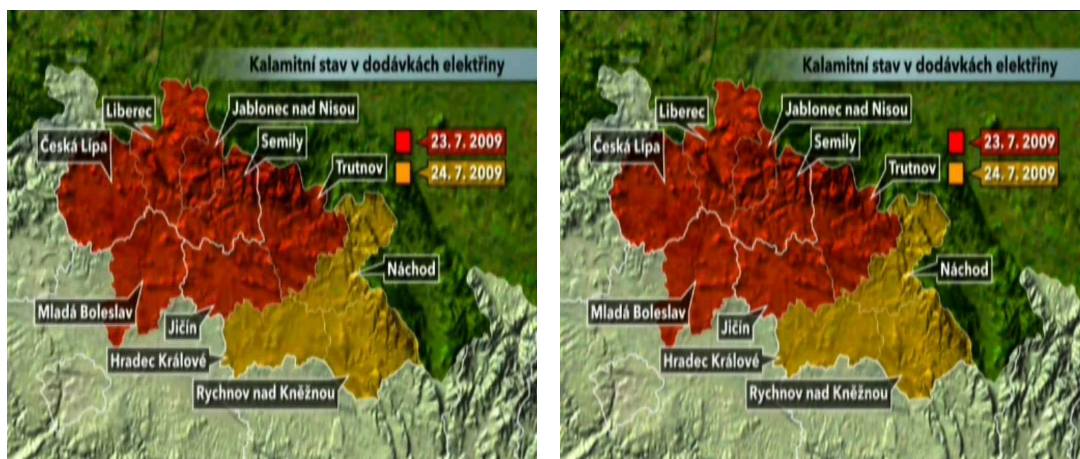 Kalamitní stav v dodávkách elektřiny
Liberec
Jablonec nad Nisou
Česká Lípa
Semily
23. 7. 2009
24. 7. 2009
Trutnov
Náchod
Mladá Boleslav
Jičín
Hradec Králové
Rychnov nad Kněžnou
Kalamitní stav v dodávkách elektřiny
Liberec
Jablonec nad Nisou
Česká Lípa
Semily
23. 7. 2009
24. 7. 2009
Trutnov
Náchod
Mladá Boleslav
Jičín
Hradec Králové
Rychnov nad Kněžnou